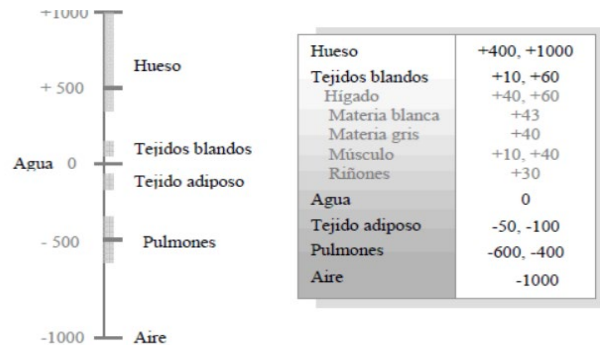 +1000
Hueso
+ 500
Tejidos blandos
Agua 0
Tejido adiposo
- 500
Pulmones
-1000 Aire
Hueso +400, +1000
Tejidos blandos +10, +60
Hígado +40, +60
Materia blanca +43
Materia gris +40
Músculo +10, +40
Riñones +30
Agua 0
Tejido adiposo -50, -100
Pulmones -600, -400
Aire -1000